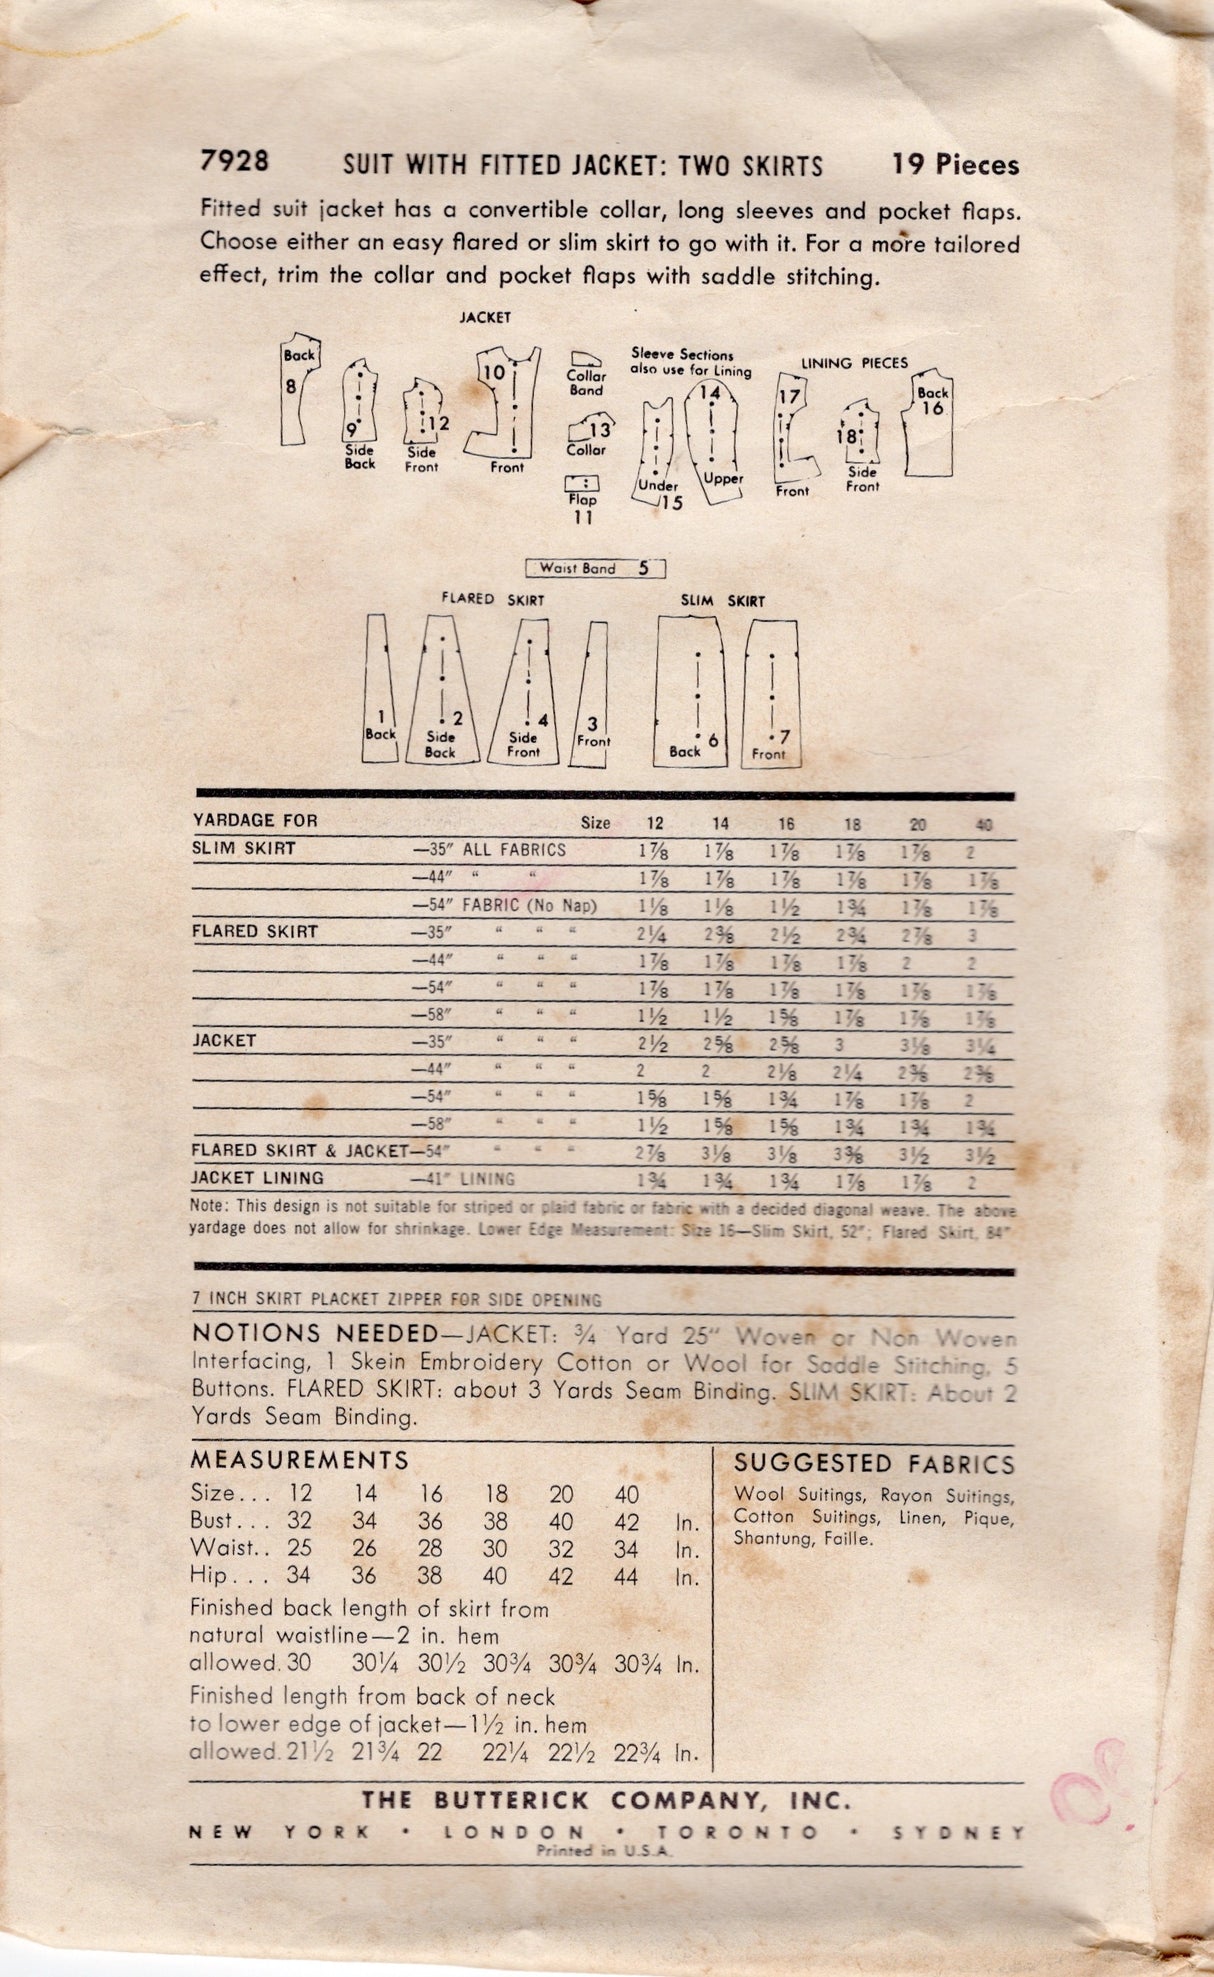 7928 SUIT WITH FITTED JACKET: TWO SKIRTS 19 Pieces
Fitted suit jacket has a convertible collar, long sleeves and pocket flaps.
Choose either an easy flared or slim skirt to go with it. For a more tailored
effect, trim the collar and pocket flaps with saddle stitching.
JACKET
Back
8
9
Side
Back
12
Side
Front
10
Front
Collar
Band
13
Collar
Flap
11
Sleeve Sections
also use for Lining
14
Upper
Under
15
LINING PIECES
17
Front
18
Side
Front
Back
16
Waist Band 5
FLARED SKIRT
1
Back
2
Side
Back
4
Side
Front
3
Front
SLIM SKIRT
6
Back
7
Front
YARDAGE FOR Size 12 14 16 18 20 40
SLIM SKIRT —35" ALL FABRICS 1⅞ 1⅞ 1⅞ 1⅞ 1⅞ 2
—44" " " 1⅞ 1⅞ 1⅞ 1⅞ 1⅞ 1⅞
—54" FABRIC (No Nap) 1⅛ 1⅛ 1½ 1¾ 1⅞ 1⅞
FLARED SKIRT —35" " " " 2¼ 2⅜ 2½ 2¾ 2⅞ 3
—44" " " " 1⅞ 1⅞ 1⅞ 1⅞ 2 2
—54" " " " 1⅞ 1⅞ 1⅞ 1⅞ 1⅞ 1⅞
—58" " " " 1½ 1½ 1⅝ 1⅞ 1⅞ 1⅞
JACKET —35" " " " 2½ 2⅝ 2⅝ 3 3⅛ 3¼
—44" " " " 2 2 2⅛ 2¼ 2⅜ 2⅜
—54" " " " 1⅝ 1⅝ 1¾ 1⅞ 1⅞ 2
—58" " " " 1½ 1⅝ 1⅝ 1¾ 1¾ 1¾
FLARED SKIRT & JACKET—54" " " " 2⅞ 3⅛ 3⅛ 3⅜ 3½ 3½
JACKET LINING —41" LINING 1¾ 1¾ 1¾ 1⅞ 1⅞ 2
Note: This design is not suitable for striped or plaid fabric or fabric with a decided diagonal weave. The above
yardage does not allow for shrinkage. Lower Edge Measurement: Size 16—Slim Skirt, 52"; Flared Skirt, 84"
7 INCH SKIRT PLACKET ZIPPER FOR SIDE OPENING
NOTIONS NEEDED—JACKET: ¾ Yard 25" Woven or Non Woven
Interfacing, 1 Skein Embroidery Cotton or Wool for Saddle Stitching, 5
Buttons. FLARED SKIRT: about 3 Yards Seam Binding. SLIM SKIRT: About 2
Yards Seam Binding.
MEASUREMENTS
Size... 12 14 16 18 20 40
Bust... 32 34 36 38 40 42 In.
Waist.. 25 26 28 30 32 34 In.
Hip... 34 36 38 40 42 44 In.
Finished back length of skirt from
natural waistline—2 in. hem
allowed. 30 30¼ 30½ 30¾ 30¾ 30¾ In.
Finished length from back of neck
to lower edge of jacket—1½ in. hem
allowed. 21½ 21¾ 22 22¼ 22½ 22¾ In.
SUGGESTED FABRICS
Wool Suitings, Rayon Suitings,
Cotton Suitings, Linen, Pique,
Shantung, Faille.
THE BUTTERICK COMPANY, INC.
NEW YORK • LONDON • TORONTO • SYDNEY
Printed in U.S.A.